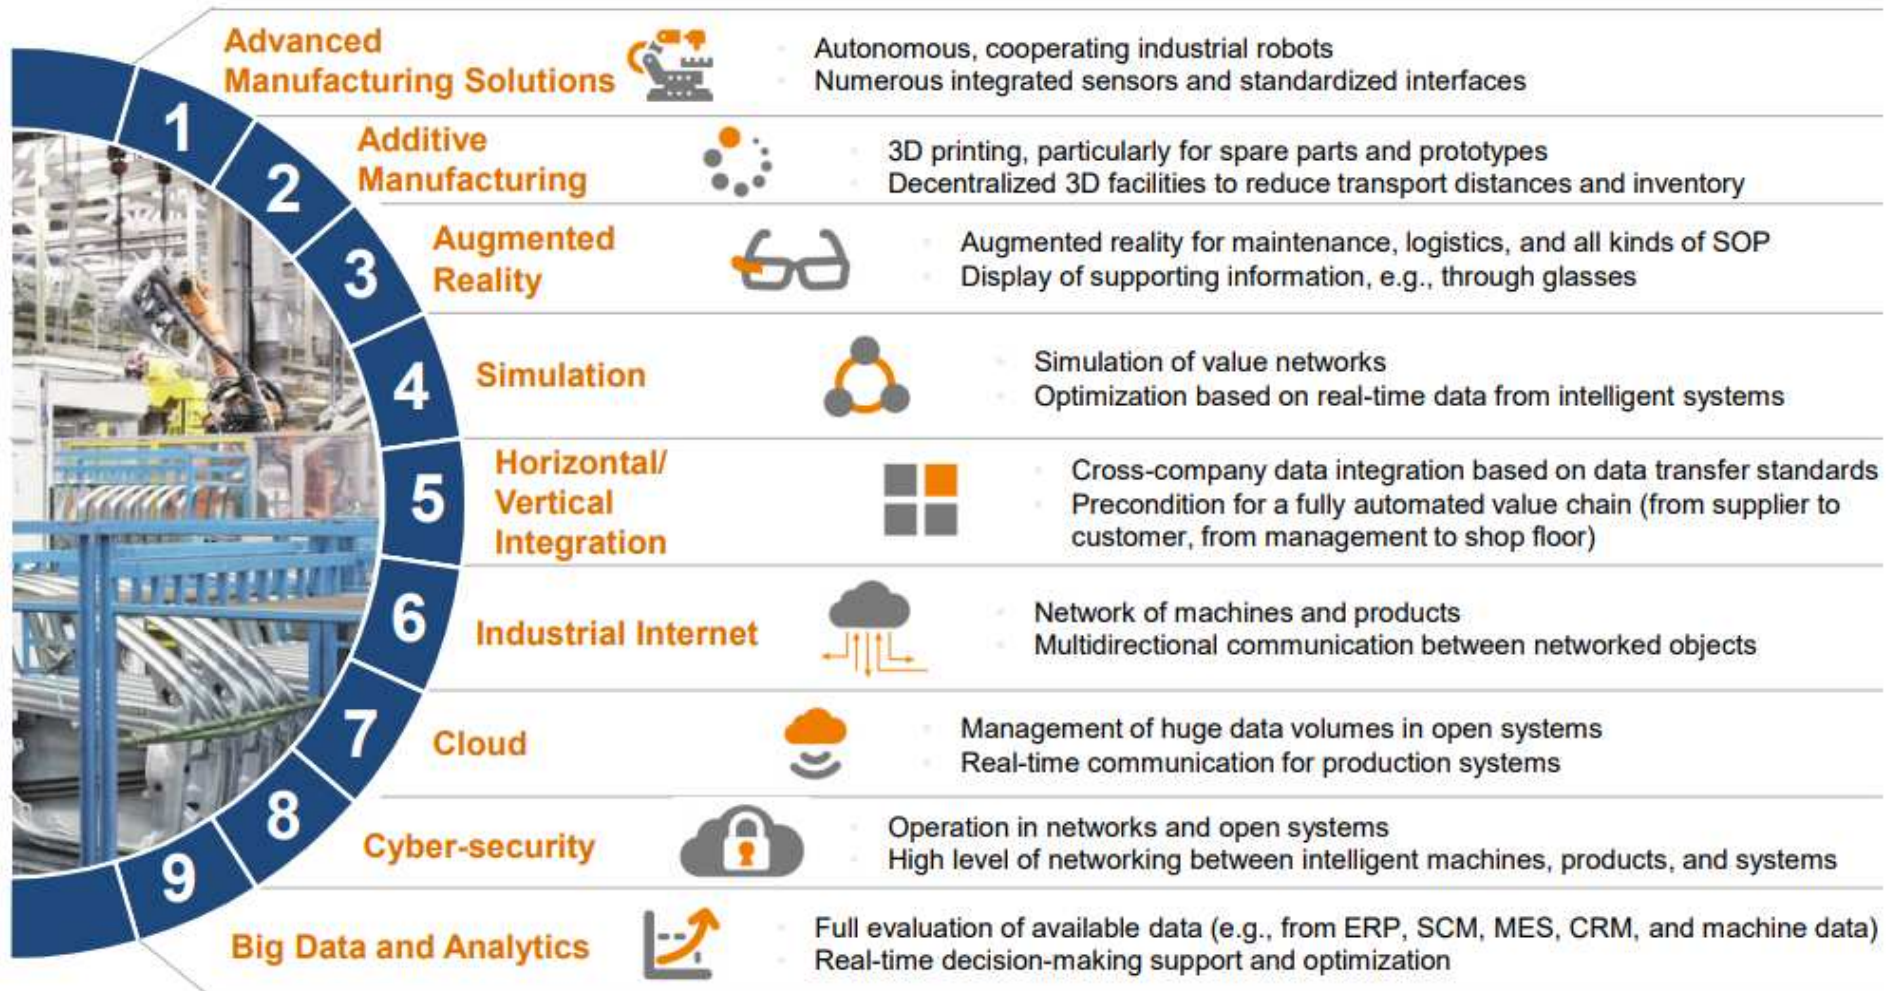 1
Advanced
Manufacturing Solutions
Autonomous, cooperating industrial robots
Numerous integrated sensors and standardized interfaces
2
Additive
Manufacturing
3D printing, particularly for spare parts and prototypes
Decentralized 3D facilities to reduce transport distances and inventory
3
Augmented
Reality
Augmented reality for maintenance, logistics, and all kinds of SOP
Display of supporting information, e.g., through glasses
4
Simulation
Simulation of value networks
Optimization based on real-time data from intelligent systems
5
Horizontal/
Vertical
Integration
Cross-company data integration based on data transfer standards
Precondition for a fully automated value chain (from supplier to
customer, from management to shop floor)
6
Industrial Internet
Network of machines and products
Multidirectional communication between networked objects
7
Cloud
Management of huge data volumes in open systems
Real-time communication for production systems
8
Cyber-security
Operation in networks and open systems
High level of networking between intelligent machines, products, and systems
9
Big Data and Analytics
Full evaluation of available data (e.g., from ERP, SCM, MES, CRM, and machine data)
Real-time decision-making support and optimization